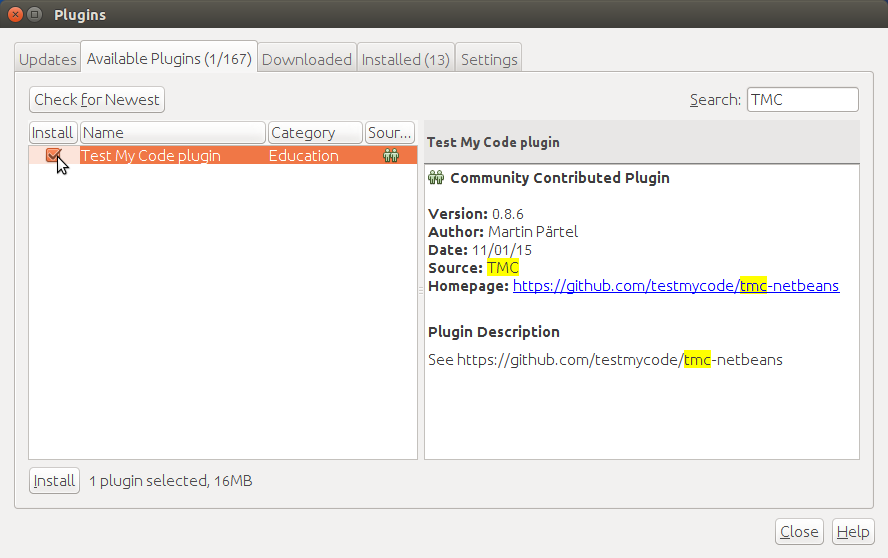 Plugins
Updates Available Plugins (1/167) Downloaded Installed (13) Settings
Check for Newest Search: TMC
Install Name Category Sour...
Test My Code plugin Education
Test My Code plugin
Community Contributed Plugin
Version: 0.8.6
Author: Martin Pärtel
Date: 11/01/15
Source: TMC
Homepage: https://github.com/testmycode/tmc-netbeans
Plugin Description
See https://github.com/testmycode/tmc-netbeans
Install 1 plugin selected, 16MB
Close Help